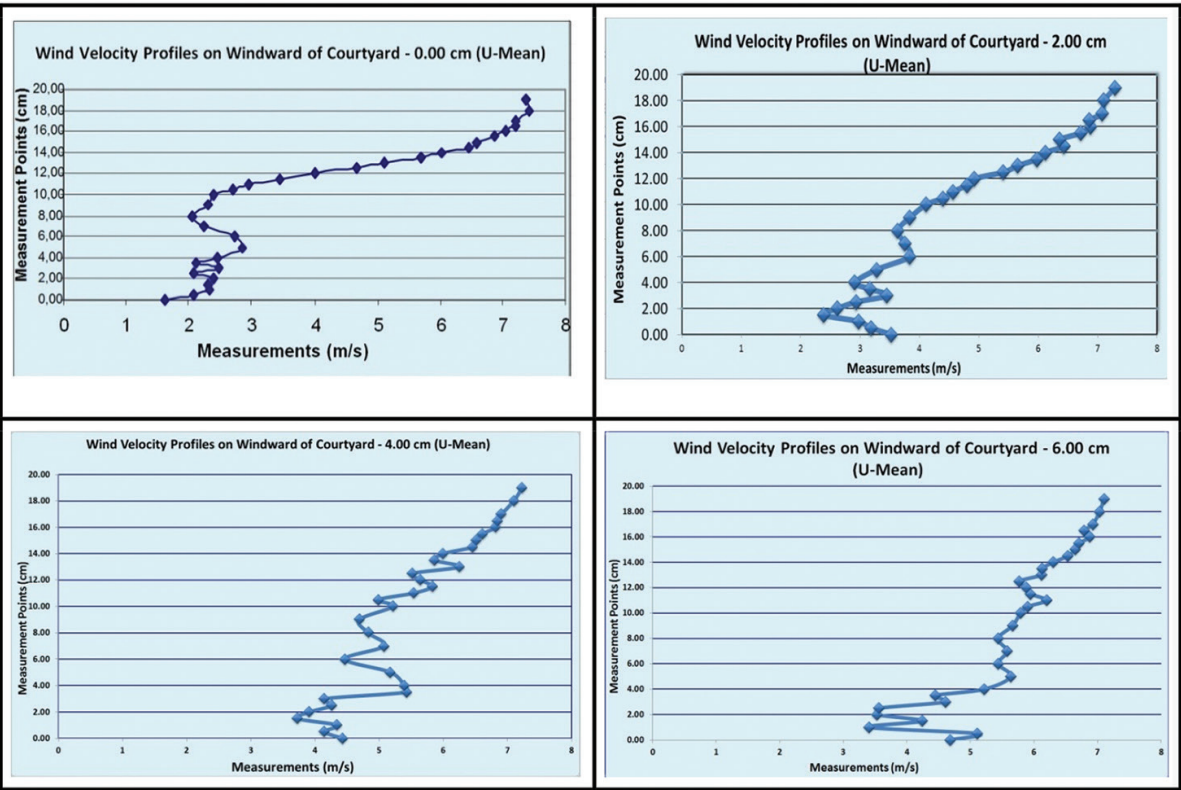 Wind Velocity Profiles on Windward of Courtyard - 0.00 cm (U-Mean)
Measurement Points (cm)
20,00
18,00
16,00
14,00
12,00
10,00
8,00
6,00
4,00
2,00
0,00
0 1 2 3 4 5 6 7 8
Measurements (m/s)
Wind Velocity Profiles on Windward of Courtyard - 2.00 cm
(U-Mean)
Measurement Points (cm)
20.00
18.00
16.00
14.00
12.00
10.00
8.00
6.00
4.00
2.00
0.00
0 1 2 3 4 5 6 7 8
Measurements (m/s)
Wind Velocity Profiles on Windward of Courtyard - 4.00 cm (U-Mean)
Measurement Points (cm)
20.00
18.00
16.00
14.00
12.00
10.00
8.00
6.00
4.00
2.00
0.00
0 1 2 3 4 5 6 7 8
Measurements (m/s)
Wind Velocity Profiles on Windward of Courtyard - 6.00 cm
(U-Mean)
Measurement Points (cm)
20.00
18.00
16.00
14.00
12.00
10.00
8.00
6.00
4.00
2.00
0.00
0 1 2 3 4 5 6 7 8
Measurements (m/s)